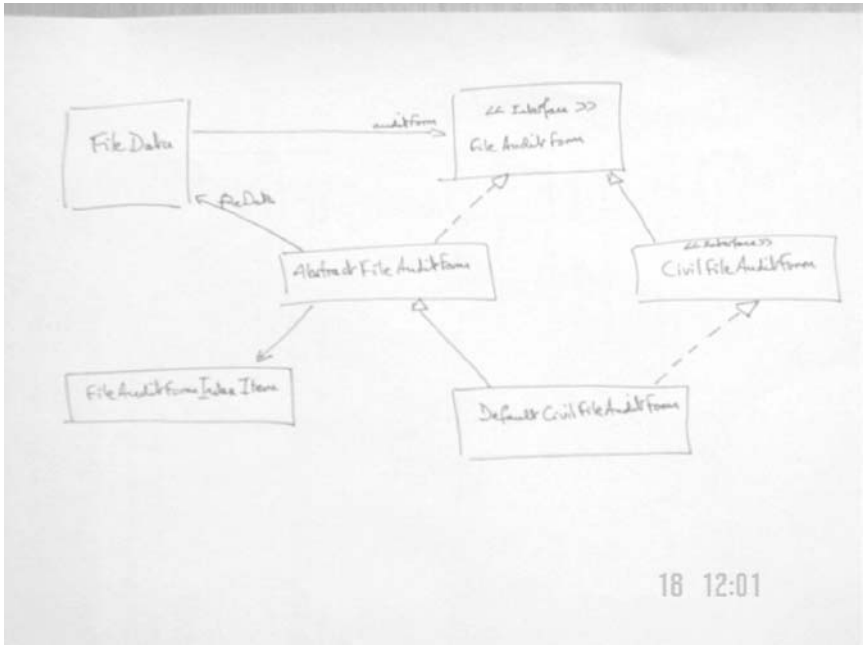 << Interface >>
auditForm
File Data
File Audit Form
fileData
<< Interface >>
Abstract File Audit Form
Civil File Audit Form
File Audit Form Index Item
Default Civil File Audit Form
18 12:01